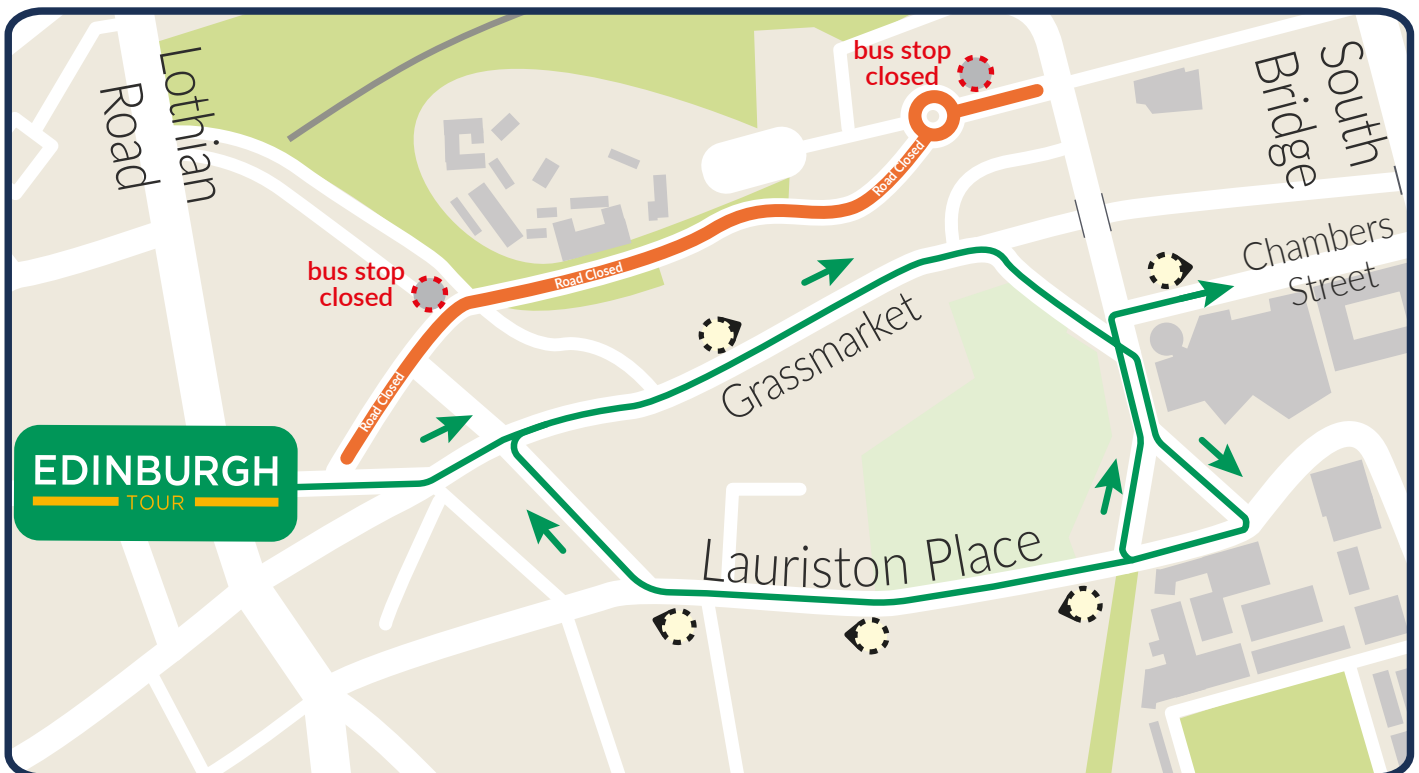 Lothian
Road
bus stop
closed
South
Bridge
Road Closed
Chambers
Street
bus stop
closed
Road Closed
Grassmarket
Road Closed
EDINBURGH
TOUR
Lauriston Place